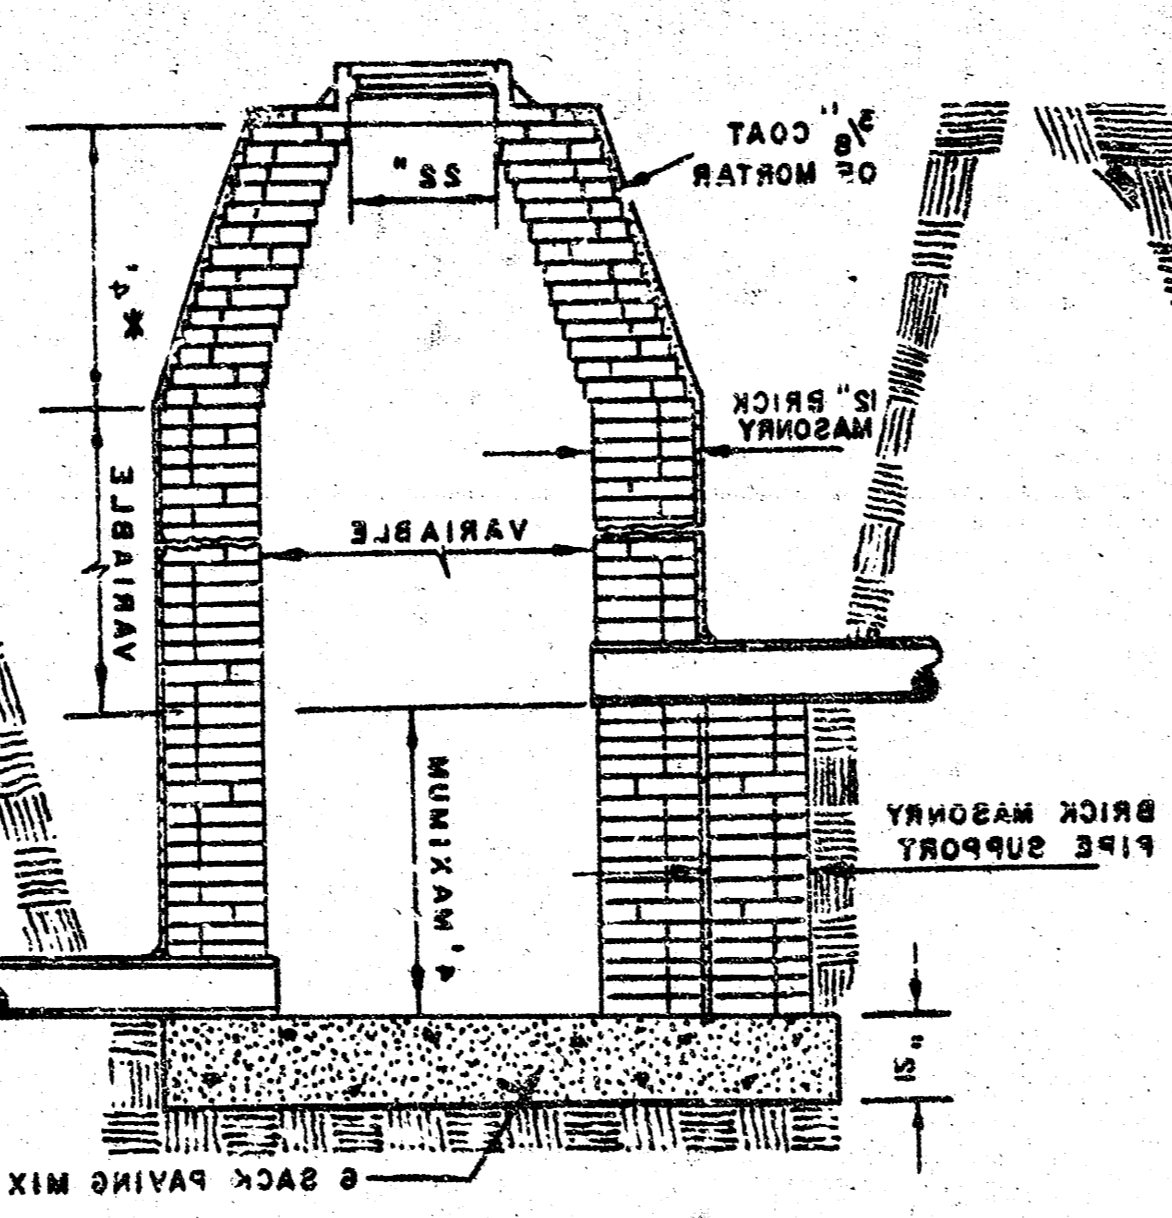 3/8" COAT
OF MORTAR
22"
* 4'
12" BRICK
MASONRY
VARIABLE
VARIABLE
4' MAXIMUM
BRICK MASONRY
PIPE SUPPORT
12"
6 SACK PAVING MIX